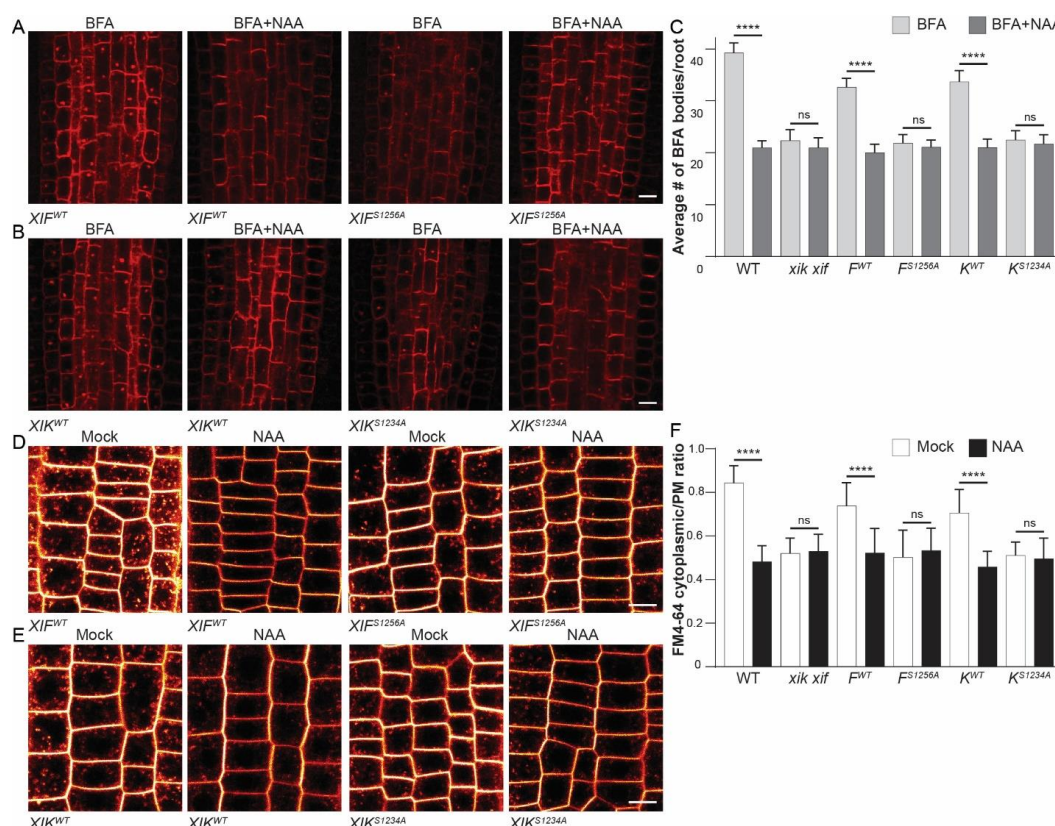 A BFA BFA+NAA BFA BFA+NAA
XIF^WT XIF^WT XIF^S1256A XIF^S1256A
B BFA BFA+NAA BFA BFA+NAA
XIK^WT XIK^WT XIK^S1234A XIK^S1234A
C BFA BFA+NAA
Average # of BFA bodies/root
40
30
20
10
0
**** ns **** ns **** ns
WT xik xif F^WT F^S1256A K^WT K^S1234A
D Mock NAA Mock NAA
XIF^WT XIF^WT XIF^S1256A XIF^S1256A
E Mock NAA Mock NAA
XIK^WT XIK^WT XIK^S1234A XIK^S1234A
F Mock NAA
FM4-64 cytoplasmic/PM ratio
1.0
0.8
0.6
0.4
0.2
0
**** ns **** ns **** ns
WT xik xif F^WT F^S1256A K^WT K^S1234A